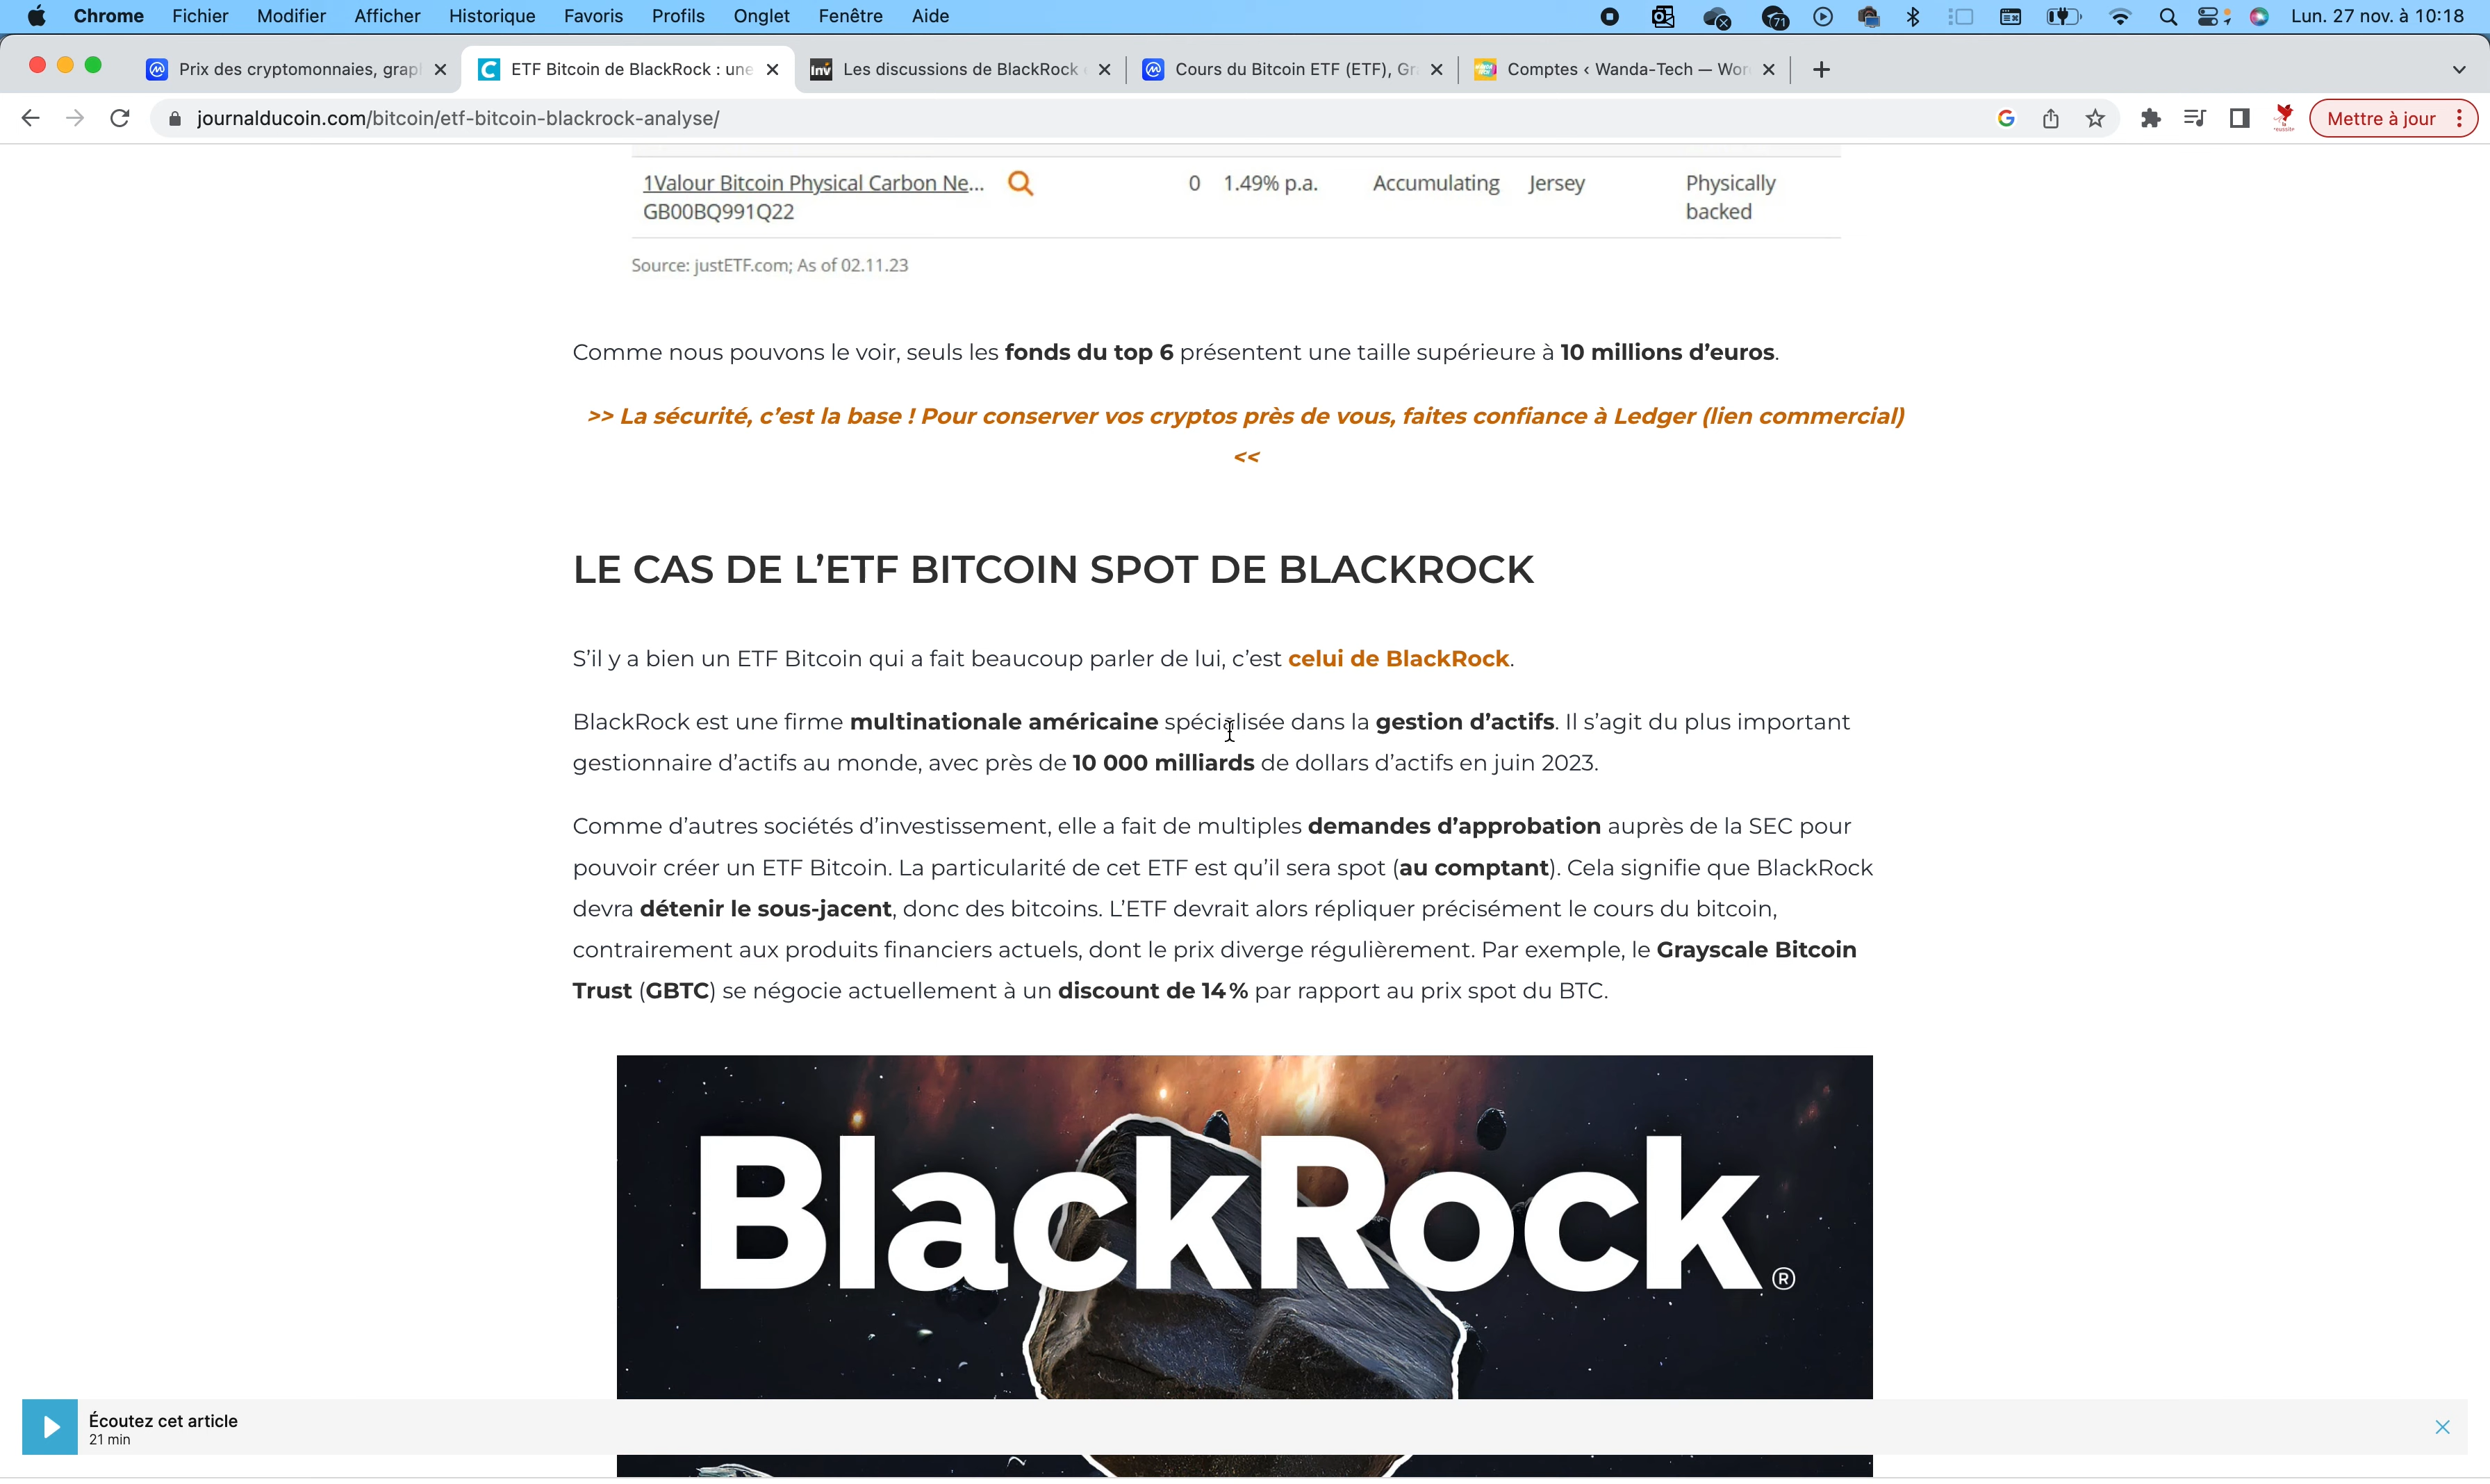 Chrome Fichier Modifier Afficher Historique Favoris Profils Onglet Fenêtre Aide 71 Lun. 27 nov. à 10:18
Prix des cryptomonnaies, grap ETF Bitcoin de BlackRock : une Inv Les discussions de BlackRock Cours du Bitcoin ETF (ETF), Gr Comptes ‹ Wanda-Tech — Wor
journalducoin.com/bitcoin/etf-bitcoin-blackrock-analyse/ Mettre à jour
1Valour Bitcoin Physical Carbon Ne... 0 1.49% p.a. Accumulating Jersey Physically
GB00BQ991Q22 backed
Source: justETF.com; As of 02.11.23
Comme nous pouvons le voir, seuls les fonds du top 6 présentent une taille supérieure à 10 millions d’euros.
>> La sécurité, c’est la base ! Pour conserver vos cryptos près de vous, faites confiance à Ledger (lien commercial)
<<
LE CAS DE L’ETF BITCOIN SPOT DE BLACKROCK
S’il y a bien un ETF Bitcoin qui a fait beaucoup parler de lui, c’est celui de BlackRock.
BlackRock est une firme multinationale américaine spécialisée dans la gestion d’actifs. Il s’agit du plus important
gestionnaire d’actifs au monde, avec près de 10 000 milliards de dollars d’actifs en juin 2023.
Comme d’autres sociétés d’investissement, elle a fait de multiples demandes d’approbation auprès de la SEC pour
pouvoir créer un ETF Bitcoin. La particularité de cet ETF est qu’il sera spot (au comptant). Cela signifie que BlackRock
devra détenir le sous-jacent, donc des bitcoins. L’ETF devrait alors répliquer précisément le cours du bitcoin,
contrairement aux produits financiers actuels, dont le prix diverge régulièrement. Par exemple, le Grayscale Bitcoin
Trust (GBTC) se négocie actuellement à un discount de 14 % par rapport au prix spot du BTC.
BlackRock®
Écoutez cet article
21 min